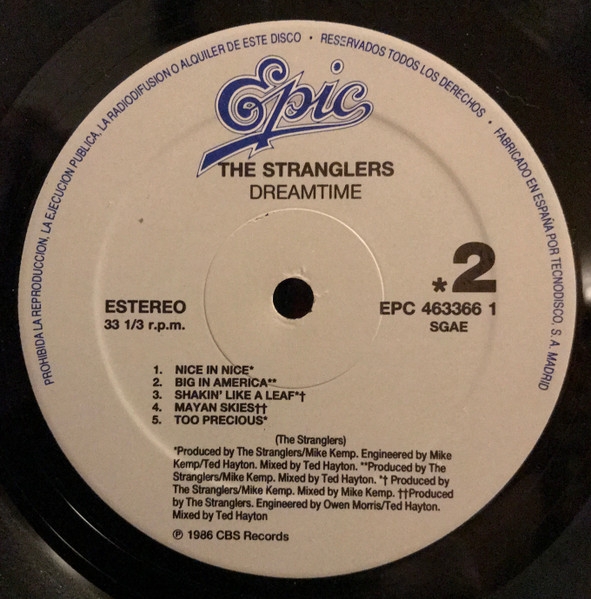 PROHIBIDA LA REPRODUCCION, LA EJECUCION PUBLICA, LA RADIODIFUSION O ALQUILER DE ESTE DISCO • RESERVADOS TODOS LOS DERECHOS • FABRICADO EN ESPAÑA POR TECNODISCO, S. A. MADRID
Epic
THE STRANGLERS
DREAMTIME
*2
ESTEREO
33 1/3 r.p.m.
EPC 463366 1
SGAE
1. NICE IN NICE*
2. BIG IN AMERICA**
3. SHAKIN' LIKE A LEAF*†
4. MAYAN SKIES††
5. TOO PRECIOUS*
(The Stranglers)
*Produced by The Stranglers/Mike Kemp. Engineered by Mike
Kemp/Ted Hayton. Mixed by Ted Hayton. **Produced by The
Stranglers/Mike Kemp. Mixed by Ted Hayton. *† Produced by
The Stranglers/Mike Kemp. Mixed by Mike Kemp. ††Produced
by The Stranglers. Engineered by Owen Morris/Ted Hayton.
Mixed by Ted Hayton
℗ 1986 CBS Records